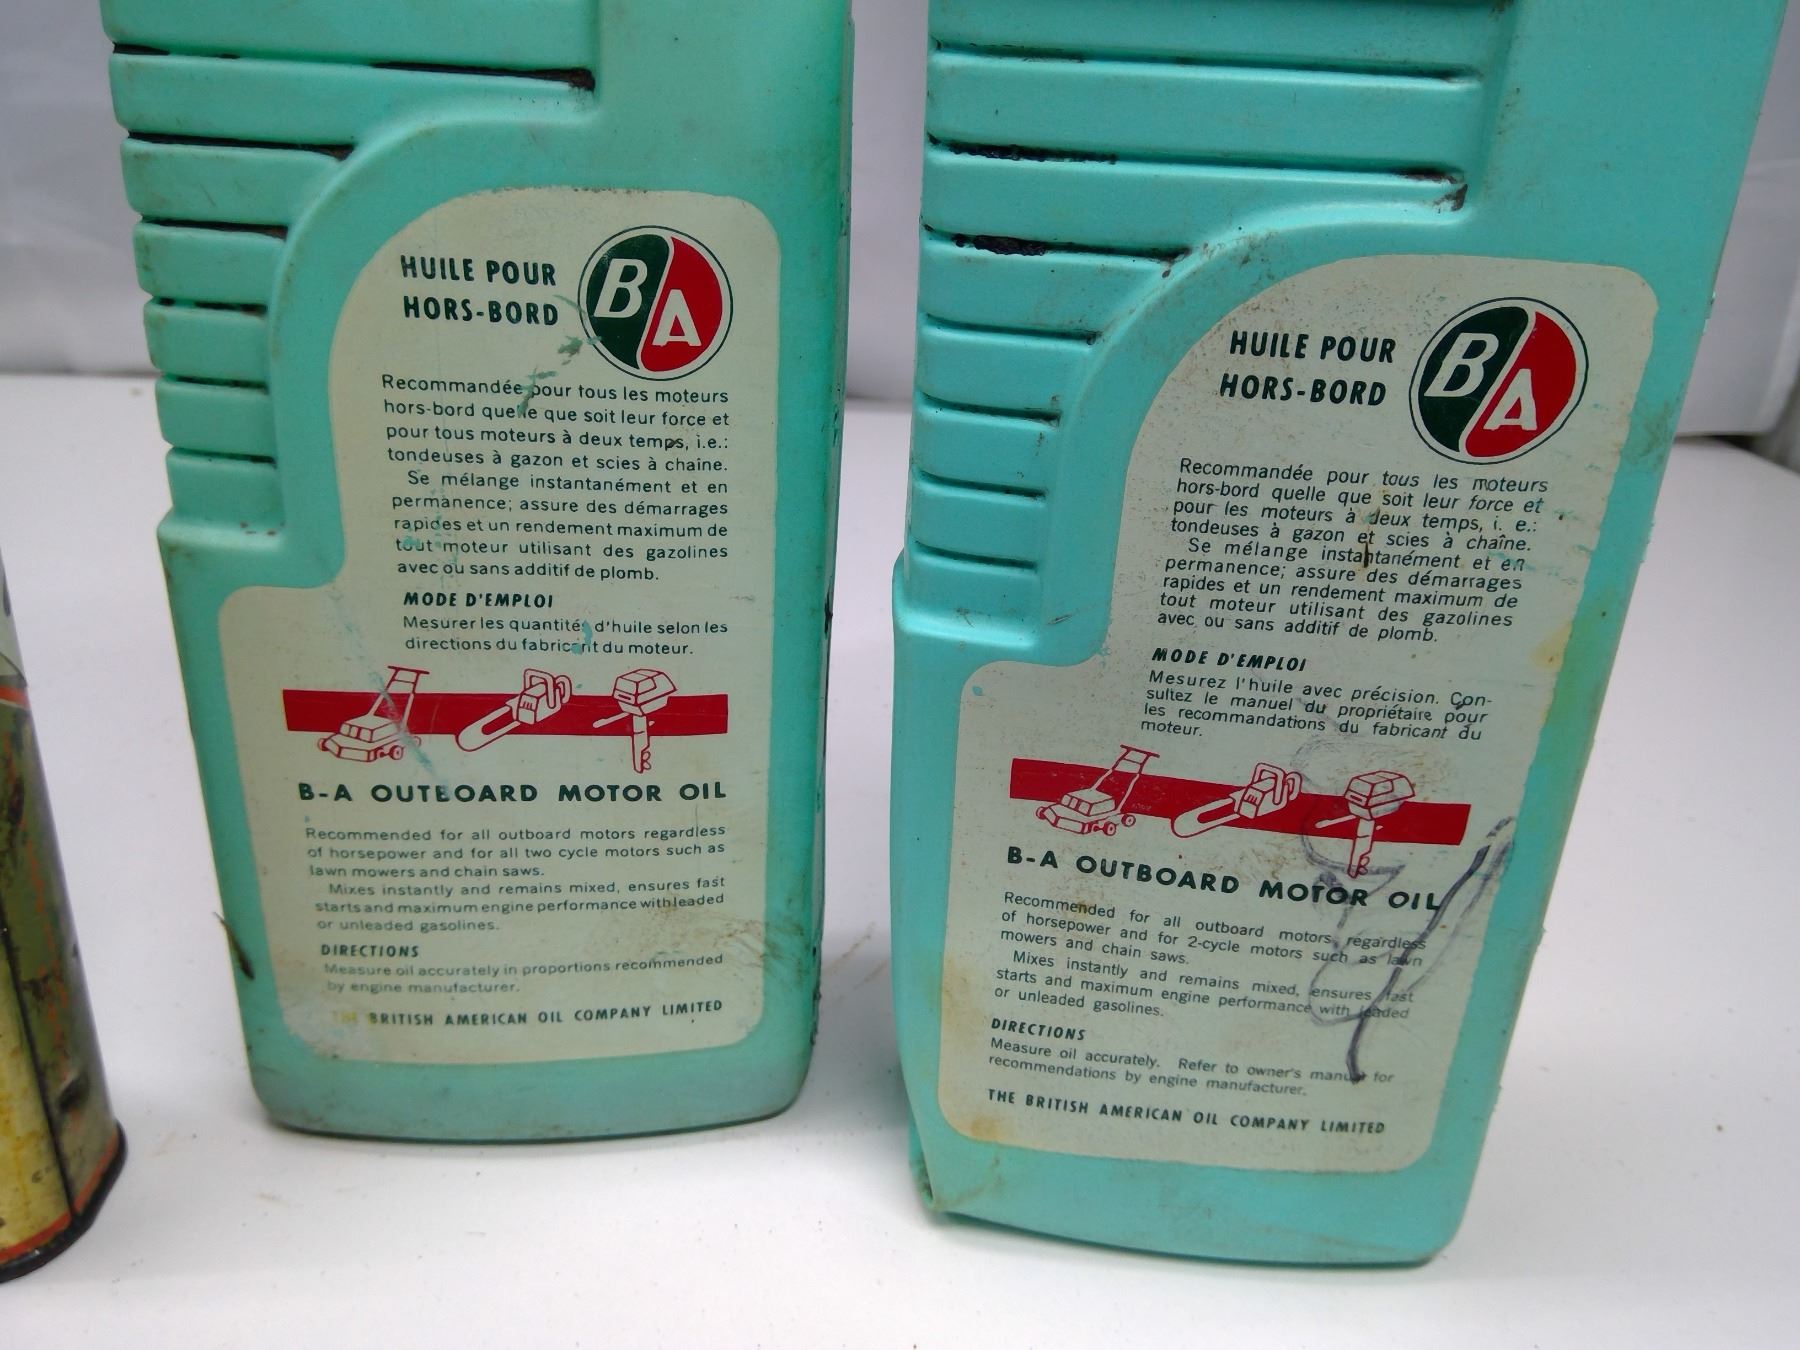 HUILE POUR
HORS-BORD
B A
Recommandée pour tous les moteurs
hors-bord quelle que soit leur force et
pour tous moteurs à deux temps, i.e.:
tondeuses à gazon et scies à chaîne.
Se mélange instantanément et en
permanence; assure des démarrages
rapides et un rendement maximum de
tout moteur utilisant des gazolines
avec ou sans additif de plomb.
MODE D'EMPLOI
Mesurer les quantités d'huile selon les
directions du fabricant du moteur.
B-A OUTBOARD MOTOR OIL
Recommended for all outboard motors regardless
of horsepower and for all two cycle motors such as
lawn mowers and chain saws.
Mixes instantly and remains mixed, ensures fast
starts and maximum engine performance with leaded
or unleaded gasolines.
DIRECTIONS
Measure oil accurately in proportions recommended
by engine manufacturer.
THE BRITISH AMERICAN OIL COMPANY LIMITED
HUILE POUR
HORS-BORD
B A
Recommandée pour tous les moteurs
hors-bord quelle que soit leur force et
pour les moteurs à deux temps, i. e.:
tondeuses à gazon et scies à chaîne.
Se mélange instantanément et en
permanence; assure des démarrages
rapides et un rendement maximum de
tout moteur utilisant des gazolines
avec ou sans additif de plomb.
MODE D'EMPLOI
Mesurez l'huile avec précision. Con-
sultez le manuel du propriétaire pour
les recommandations du fabricant du
moteur.
B-A OUTBOARD MOTOR OIL
Recommended for all outboard motors regardless
of horsepower and for 2-cycle motors such as lawn
mowers and chain saws.
Mixes instantly and remains mixed, ensures fast
starts and maximum engine performance with leaded
or unleaded gasolines.
DIRECTIONS
Measure oil accurately. Refer to owner's manual for
recommendations by engine manufacturer.
THE BRITISH AMERICAN OIL COMPANY LIMITED